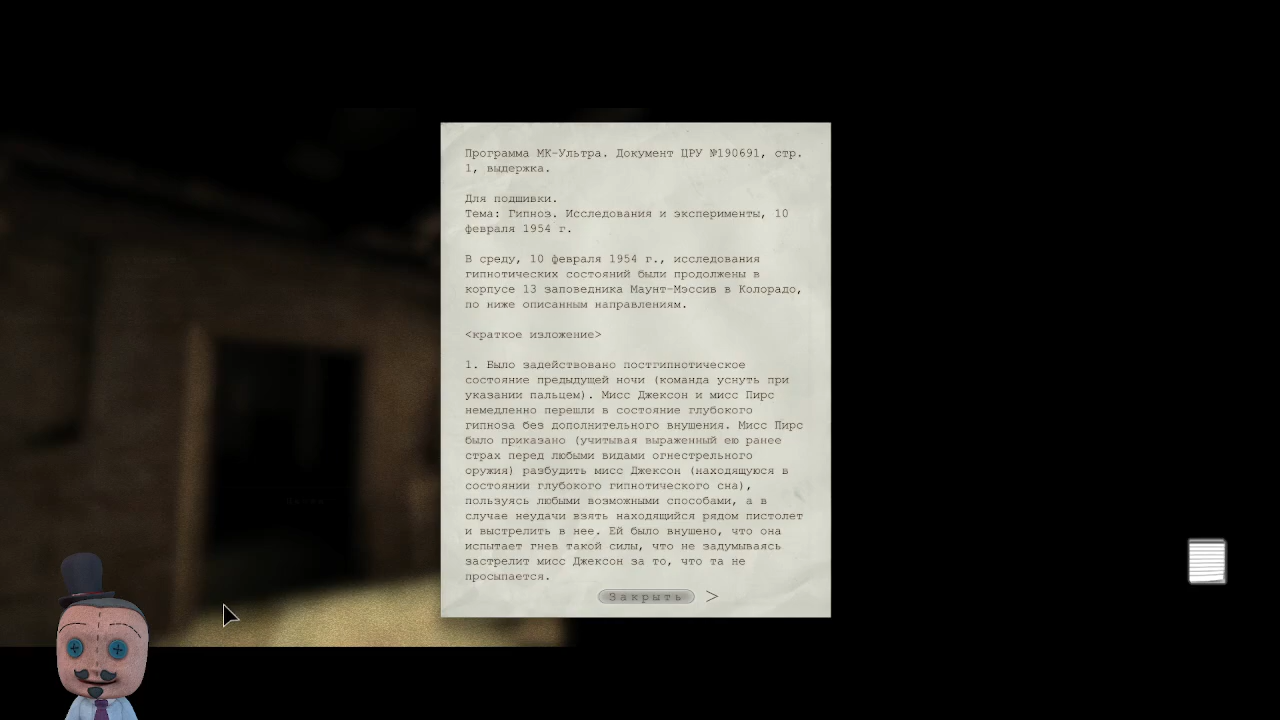 Программа МК-Ультра. Документ ЦРУ №190691, стр.
1, выдержка.
Для подшивки.
Тема: Гипноз. Исследования и эксперименты, 10
февраля 1954 г.
В среду, 10 февраля 1954 г., исследования
гипнотических состояний были продолжены в
корпусе 13 заповедника Маунт-Мэссив в Колорадо,
по ниже описанным направлениям.
<краткое изложение>
1. Было задействовано постгипнотическое
состояние предыдущей ночи (команда уснуть при
указании пальцем). Мисс Джексон и мисс Пирс
немедленно перешли в состояние глубокого
гипноза без дополнительного внушения. Мисс Пирс
было приказано (учитывая выраженный ею ранее
страх перед любыми видами огнестрельного
оружия) разбудить мисс Джексон (находящуюся в
состоянии глубокого гипнотического сна),
пользуясь любыми возможными способами, а в
случае неудачи взять находящийся рядом пистолет
и выстрелить в нее. Ей было внушено, что она
испытает гнев такой силы, что не задумываясь
застрелит мисс Джексон за то, что та не
просыпается.
Закрыть >